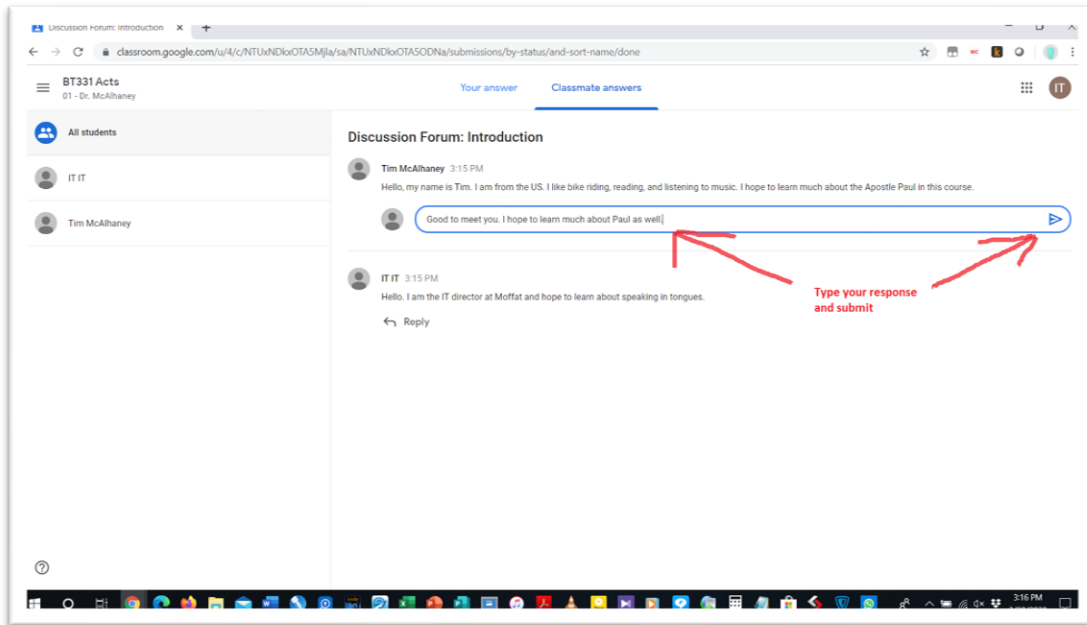 Discussion Forum: Introduction
classroom.google.com/u/4/c/NTUxNDkxOTA5Mjla/sa/NTUxNDkxOTA5ODNa/submissions/by-status/and-sort-name/done
BT331 Acts
01 - Dr. McAlhaney
Your answer
Classmate answers
IT
All students
IT IT
Tim McAlhaney
Discussion Forum: Introduction
Tim McAlhaney 3:15 PM
Hello, my name is Tim. I am from the US. I like bike riding, reading, and listening to music. I hope to learn much about the Apostle Paul in this course.
Good to meet you. I hope to learn much about Paul as well.
IT IT 3:15 PM
Hello. I am the IT director at Moffat and hope to learn about speaking in tongues.
Reply
Type your response
and submit
3:16 PM